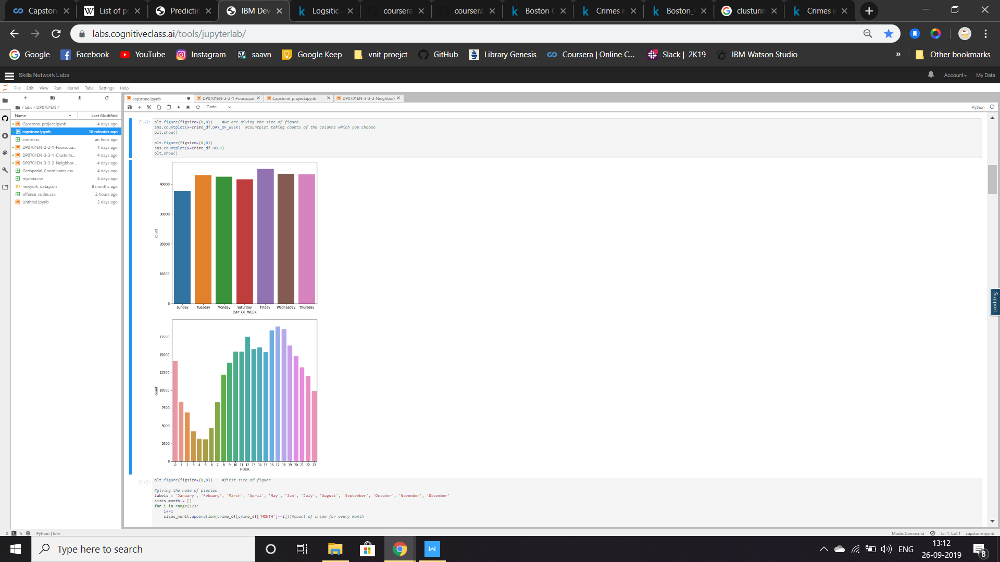 Capston
List of p
Predictin
IBM Dev
Logsitic
coursera
coursera
Boston
Crimes i
Boston_
clusturin
Crimes i
labs.cognitiveclass.ai/tools/jupyterlab/
Google
Facebook
YouTube
Instagram
saavn
Google Keep
vnit proejct
GitHub
Library Genesis
Coursera | Online C...
Slack | 2K19
IBM Watson Studio
»
Other bookmarks
Skills Network Labs
Account
My Data
File Edit View Run Kernel Tabs Settings Help
/ labs / DP0701EN /
Name Last Modified
Capstone_project.ipynb 4 days ago
capstone.ipynb 16 minutes ago
crime.csv an hour ago
DP0701EN-2-2-1-Foursqua... 4 days ago
DP0701EN-3-3-1-Clusterin... 4 days ago
DP0701EN-3-3-2-Neighbor... 4 days ago
Geospatial_Coordinates.csv 4 days ago
mydata.csv 4 days ago
newyork_data.json 8 months ago
offense_codes.csv 2 hours ago
Untitled.ipynb 2 days ago
capstone.ipynb
DP0701EN-2-2-1-Foursquar
Capstone_project.ipynb
DP0701EN-3-3-2-Neighborh
Code
Python
[56]:
plt.figure(figsize=(8,8)) #We are giving the size of figure
sns.countplot(x=crime_df.DAY_OF_WEEK) #countplot taking counts of the columns which you choose
plt.show()
plt.figure(figsize=(8,8))
sns.countplot(x=crime_df.HOUR)
plt.show()
40000
30000
20000
10000
0
count
Sunday Tuesday Monday Saturday Friday Wednesday Thursday
DAY_OF_WEEK
17500
15000
12500
10000
7500
5000
2500
0
count
0 1 2 3 4 5 6 7 8 9 10 11 12 13 14 15 16 17 18 19 20 21 22 23
HOUR
[57]:
plt.figure(figsize=(8,8)) #first size of figure
#giving the name of piecies
labels = 'January', 'Febuary', 'March', 'April', 'May', 'Jun', 'July', 'August', 'September', 'October', 'November', 'December'
sizes_month = []
for i in range(12):
i+=1
sizes_month.append(len(crime_df[crime_df['MONTH']==i]))#count of crime for every month
Support
0 5 Python | Idle
Mode: Command
Ln 1, Col 1
capstone.ipynb
Type here to search
ENG
13:12
26-09-2019
8